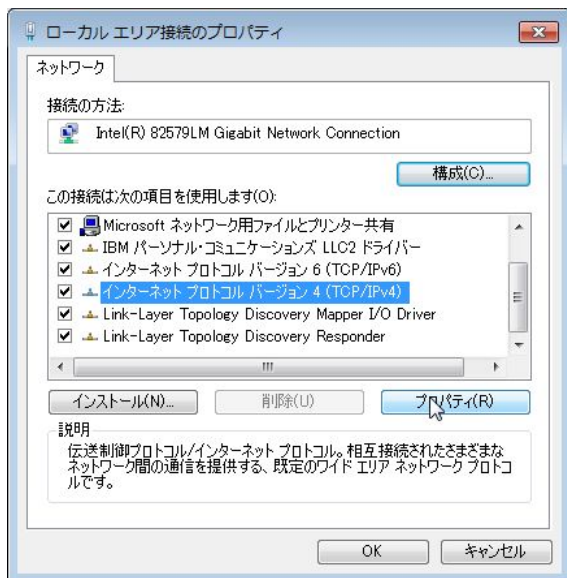 ローカル エリア接続のプロパティ
ネットワーク
接続の方法:
Intel(R) 82579LM Gigabit Network Connection
構成(C)...
この接続は次の項目を使用します(O):
Microsoft ネットワーク用ファイルとプリンター共有
IBM パーソナル・コミュニケーションズ LLC2 ドライバー
インターネット プロトコル バージョン 6 (TCP/IPv6)
インターネット プロトコル バージョン 4 (TCP/IPv4)
Link-Layer Topology Discovery Mapper I/O Driver
Link-Layer Topology Discovery Responder
インストール(N)...
削除(U)
プロパティ(R)
説明
伝送制御プロトコル/インターネット プロトコル。相互接続されたさまざまな
ネットワーク間の通信を提供する、既定のワイド エリア ネットワーク プロトコ
ルです。
OK
キャンセル